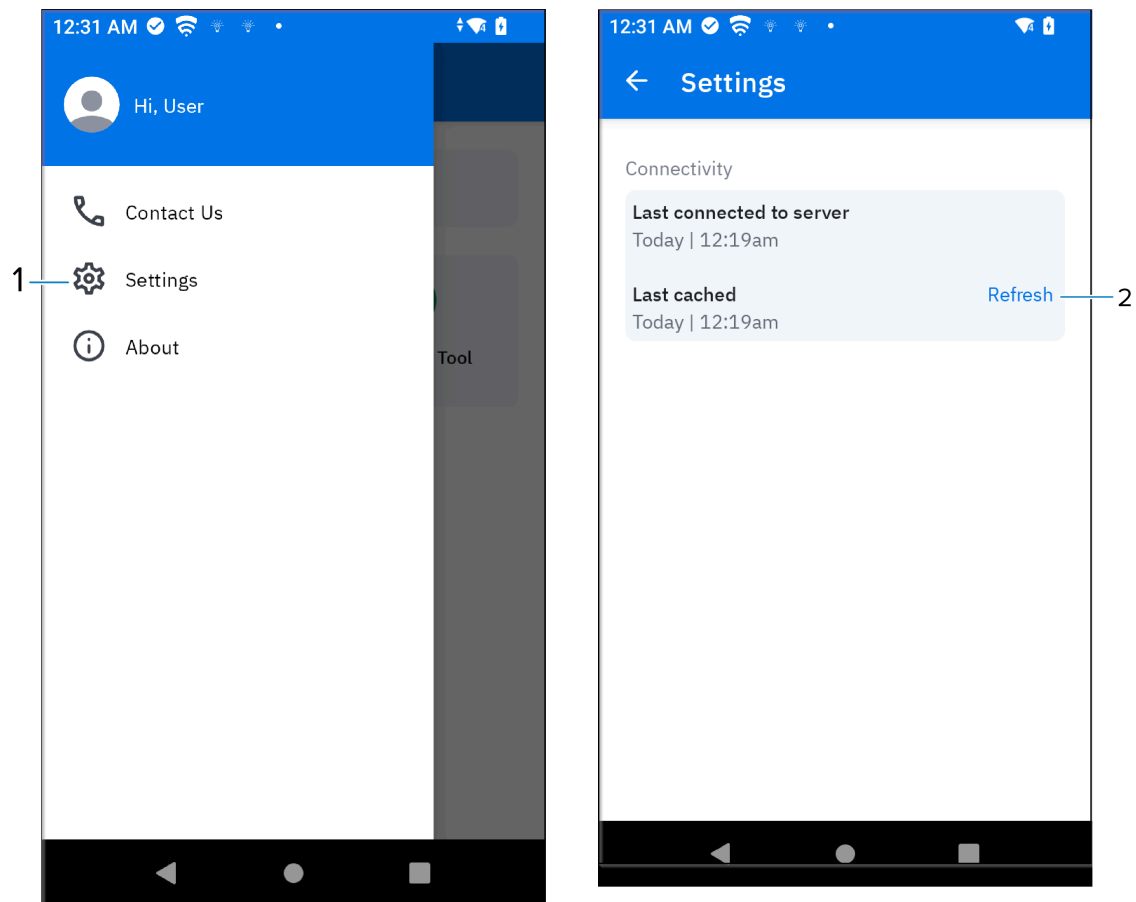 12:31 AM
Hi, User
Contact Us
1
Settings
About
Tool
12:31 AM
Settings
Connectivity
Last connected to server
Today | 12:19am
Last cached
Refresh
2
Today | 12:19am